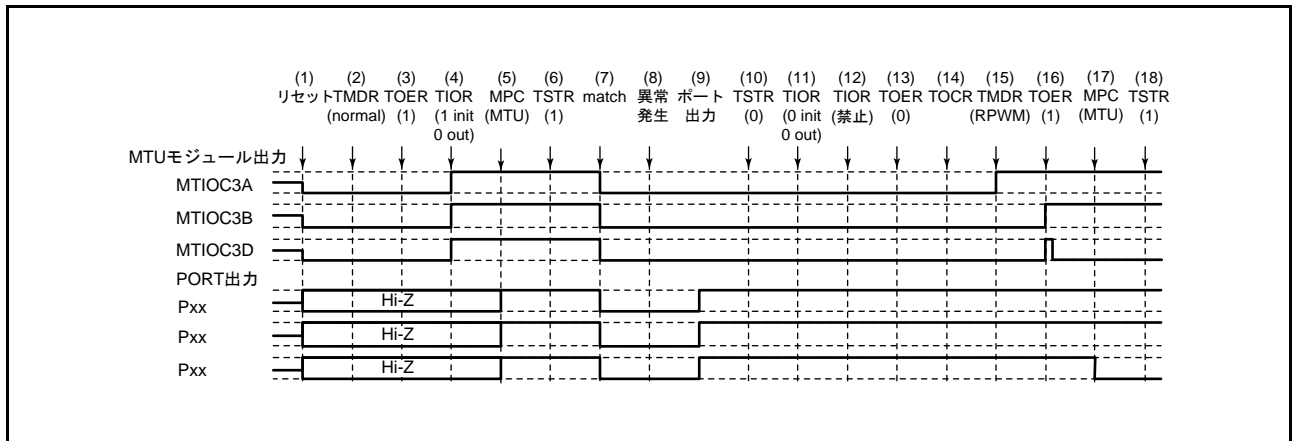 (1) (2) (3) (4) (5) (6) (7) (8) (9) (10) (11) (12) (13) (14) (15) (16) (17) (18)
リセット TMDR TOER TIOR MPC TSTR match 異常 ポート TSTR TIOR TIOR TOER TOCR TMDR TOER MPC TSTR
(normal) (1) (1 init (MTU) (1) 発生 出力 (0) (0 init (禁止) (0) (RPWM) (1) (MTU) (1)
0 out) 0 out)
MTUモジュール出力
MTIOC3A
MTIOC3B
MTIOC3D
PORT出力
Pxx Hi-Z
Pxx Hi-Z
Pxx Hi-Z